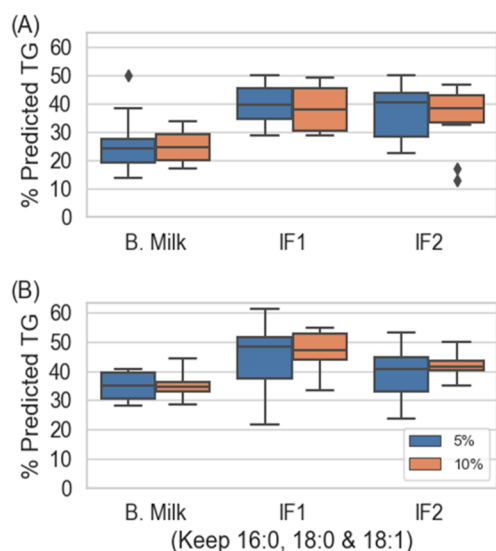 (A)
% Predicted TG
60
50
40
30
20
10
0
B. Milk IF1 IF2
(B)
% Predicted TG
60
50
40
30
20
10
0
5%
10%
B. Milk IF1 IF2
(Keep 16:0, 18:0 & 18:1)